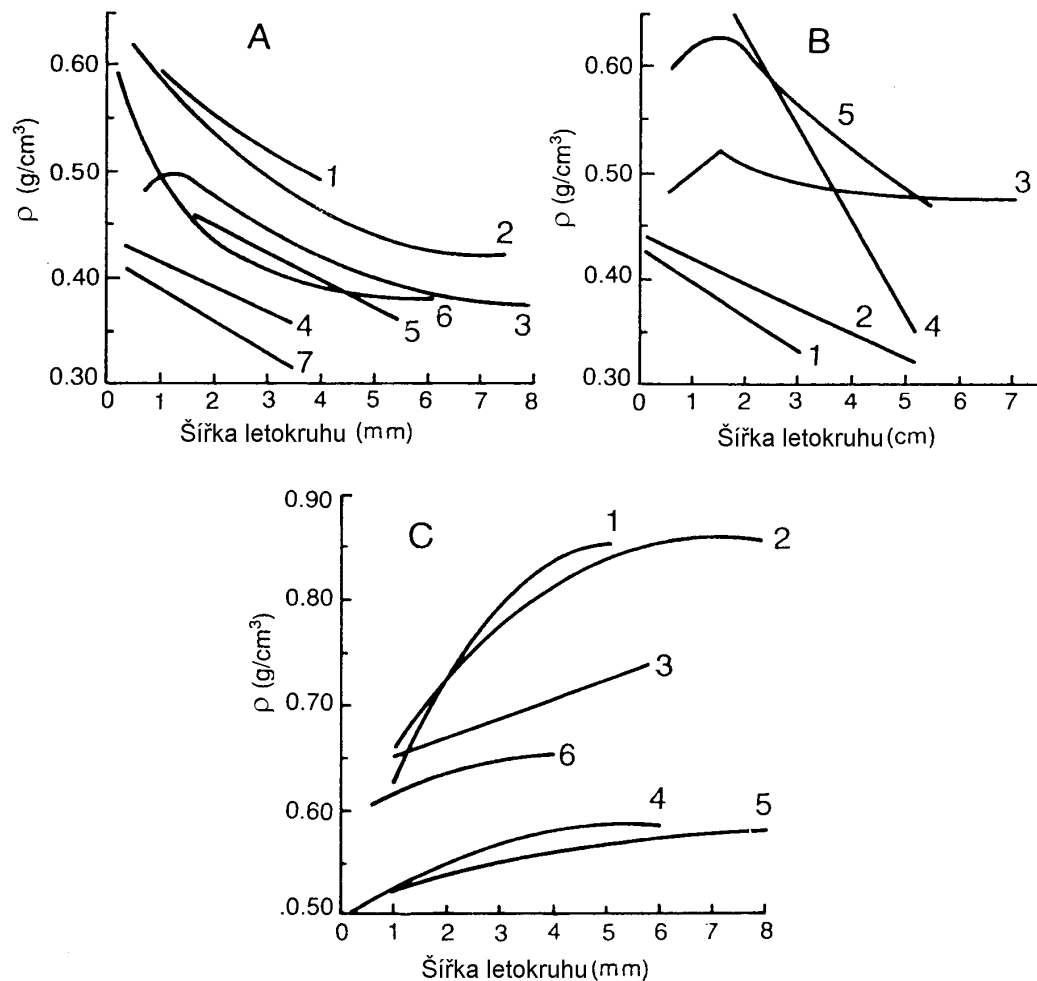 A
ρ (g/cm³)
0.60
0.50
0.40
0.30
1
2
3
4
5
6
7
0 1 2 3 4 5 6 7 8
Šířka letokruhu (mm)
B
ρ (g/cm³)
0.60
0.50
0.40
0.30
5
3
4
2
1
0 1 2 3 4 5 6 7
Šířka letokruhu (cm)
C
ρ (g/cm³)
0.90
0.80
0.70
0.60
.0.50
1
2
3
6
4
5
0 1 2 3 4 5 6 7 8
Šířka letokruhu (mm)